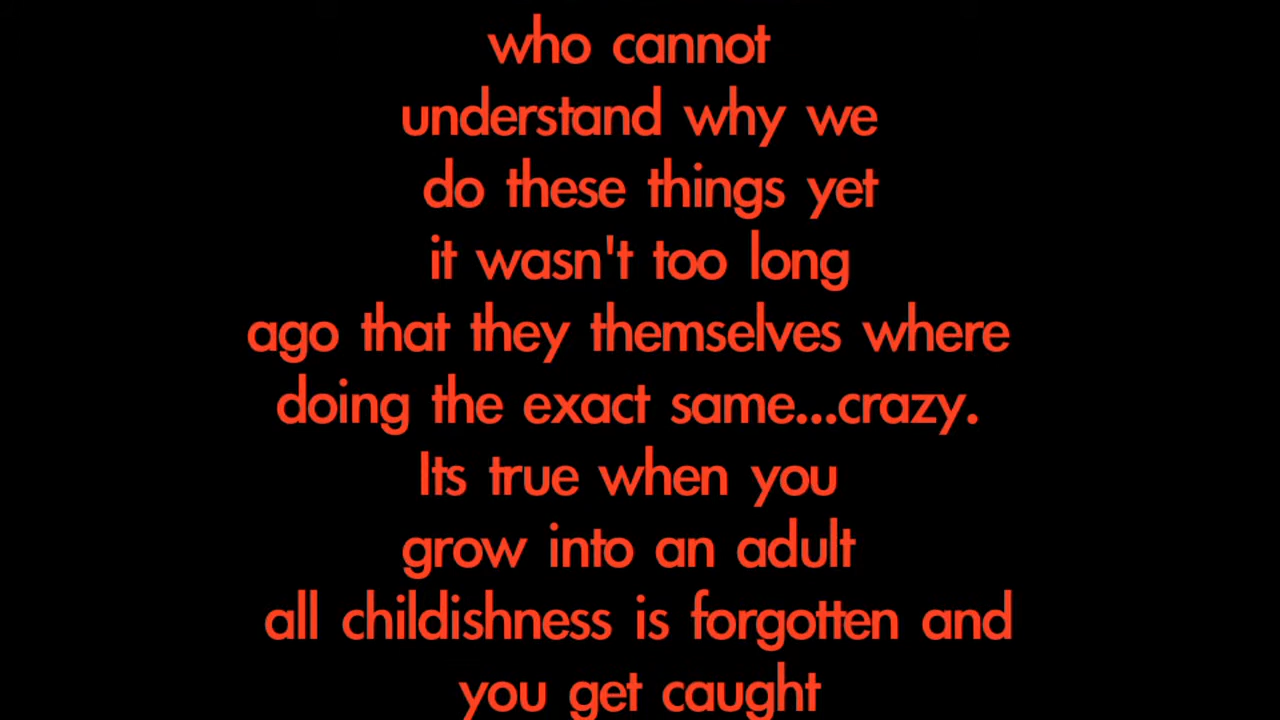 who cannot
understand why we
do these things yet
it wasn't too long
ago that they themselves where
doing the exact same...crazy.
Its true when you
grow into an adult
all childishness is forgotten and
you get caught